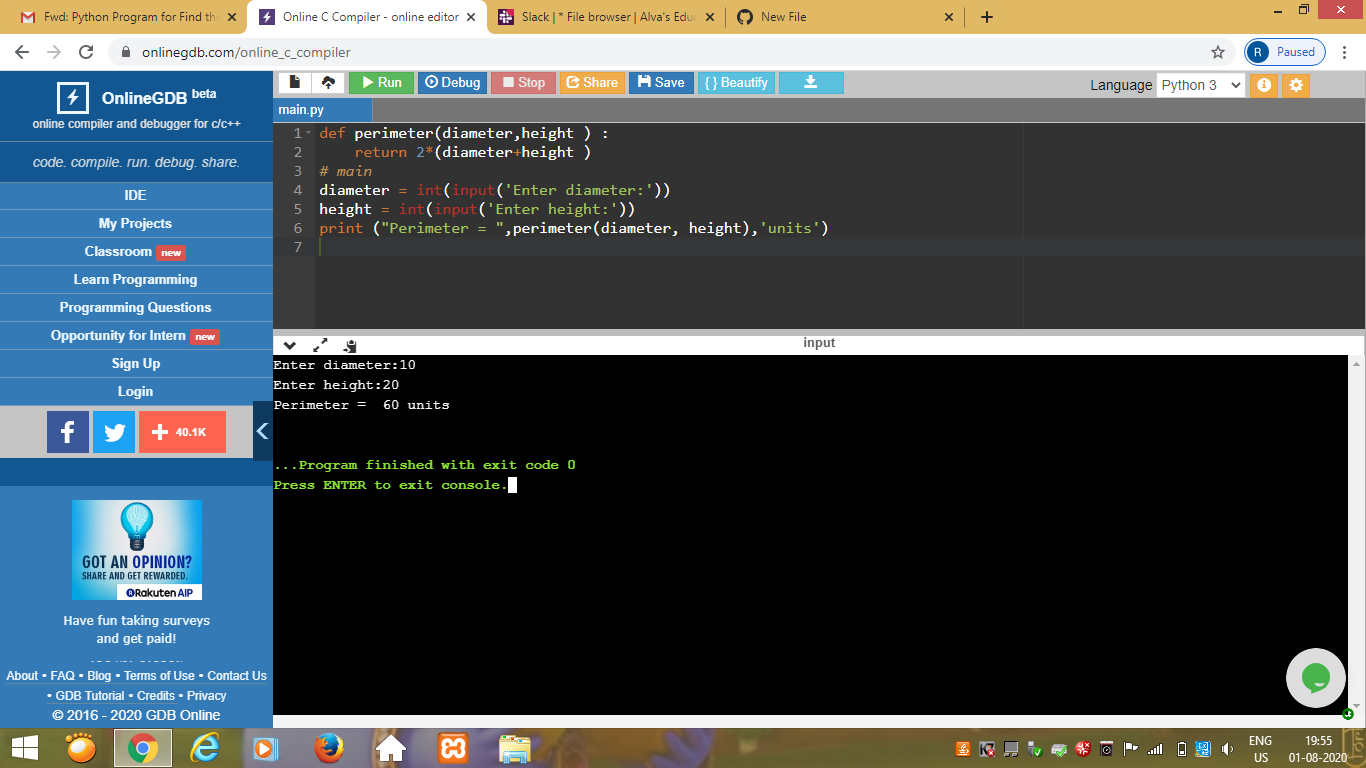 Fwd: Python Program for Find the
Online C Compiler - online editor
Slack | * File browser | Alva's Edu
New File
onlinegdb.com/online_c_compiler
R Paused
OnlineGDB beta
online compiler and debugger for c/c++
code. compile. run. debug. share.
IDE
My Projects
Classroom new
Learn Programming
Programming Questions
Opportunity for Intern new
Sign Up
Login
40.1K
GOT AN OPINION?
SHARE AND GET REWARDED.
Rakuten AIP
Have fun taking surveys
and get paid!
About • FAQ • Blog • Terms of Use • Contact Us
• GDB Tutorial • Credits • Privacy
© 2016 - 2020 GDB Online
Run Debug Stop Share Save { } Beautify
Language Python 3
main.py
1 def perimeter(diameter,height ) :
2     return 2*(diameter+height )
3 # main
4 diameter = int(input('Enter diameter:'))
5 height = int(input('Enter height:'))
6 print ("Perimeter = ",perimeter(diameter, height),'units')
7
input
Enter diameter:10
Enter height:20
Perimeter =  60 units
...Program finished with exit code 0
Press ENTER to exit console.
ENG
US
19:55
01-08-2020